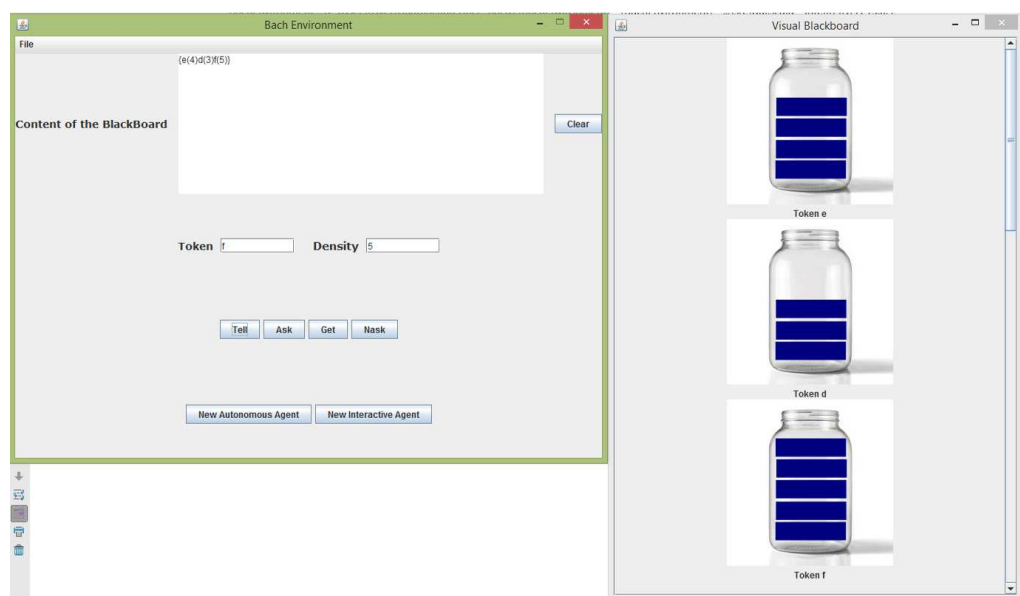 Bach Environment
File
{e(4)d(3)f(5)}
Content of the BlackBoard
Clear
Token f Density 5
Tell Ask Get Nask
New Autonomous Agent New Interactive Agent
Visual Blackboard
Token e
Token d
Token f